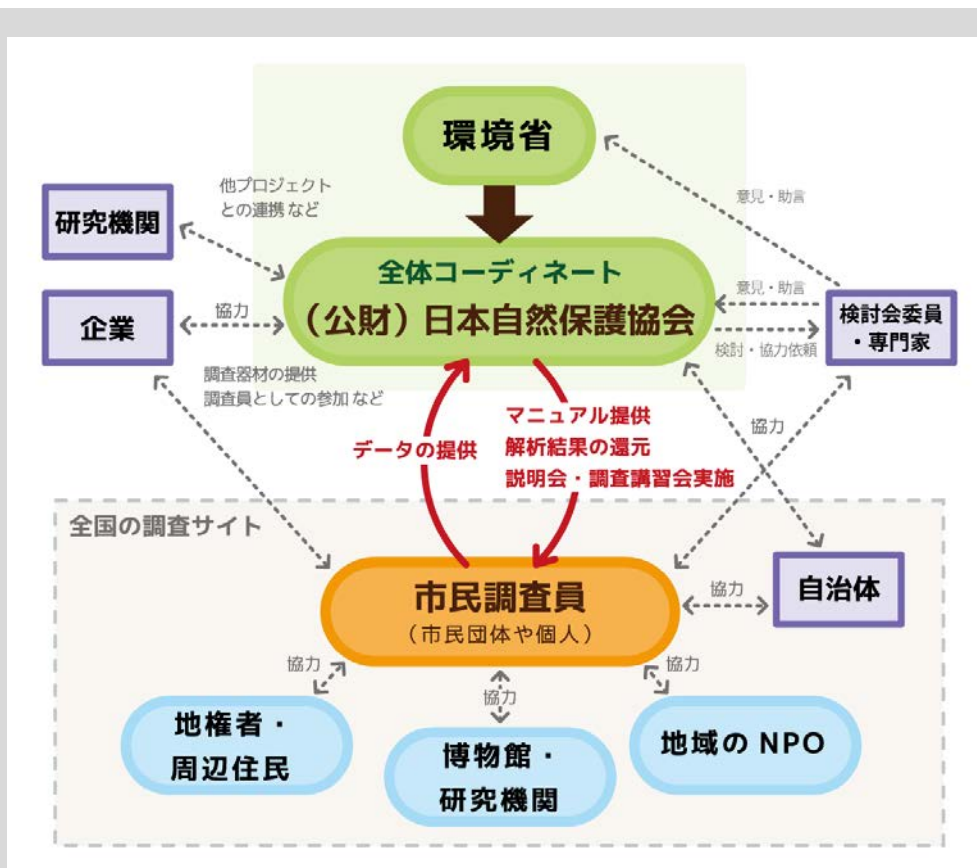 環境省
意見・助言
他プロジェクト
との連携 など
研究機関
全体コーディネート
（公財）日本自然保護協会
企業
協力
意見・助言
検討・協力依頼
検討会委員
・専門家
調査器材の提供
調査員としての参加 など
データの提供
マニュアル提供
解析結果の還元
説明会・調査講習会実施
協力
全国の調査サイト
市民調査員
（市民団体や個人）
協力
自治体
協力
協力
協力
地権者・
周辺住民
博物館・
研究機関
地域の NPO